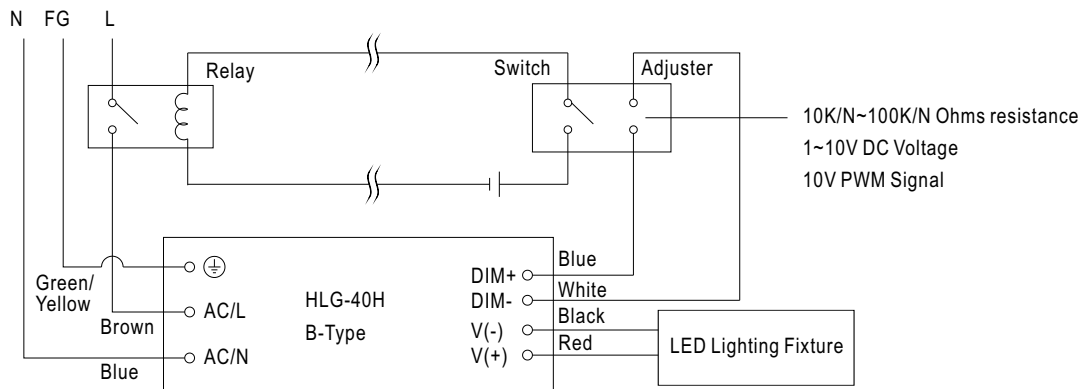 N FG L
Relay
Switch
Adjuster
10K/N~100K/N Ohms resistance
1~10V DC Voltage
10V PWM Signal
Green/
Yellow
Brown
Blue
AC/L
AC/N
HLG-40H
B-Type
DIM+
DIM-
V(-)
V(+)
Blue
White
Black
Red
LED Lighting Fixture